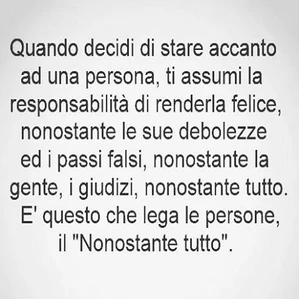 Quando decidi di stare accanto
ad una persona, ti assumi la
responsabilità di renderla felice,
nonostante le sue debolezze
ed i passi falsi, nonostante la
gente, i giudizi, nonostante tutto.
E' questo che lega le persone,
il "Nonostante tutto".